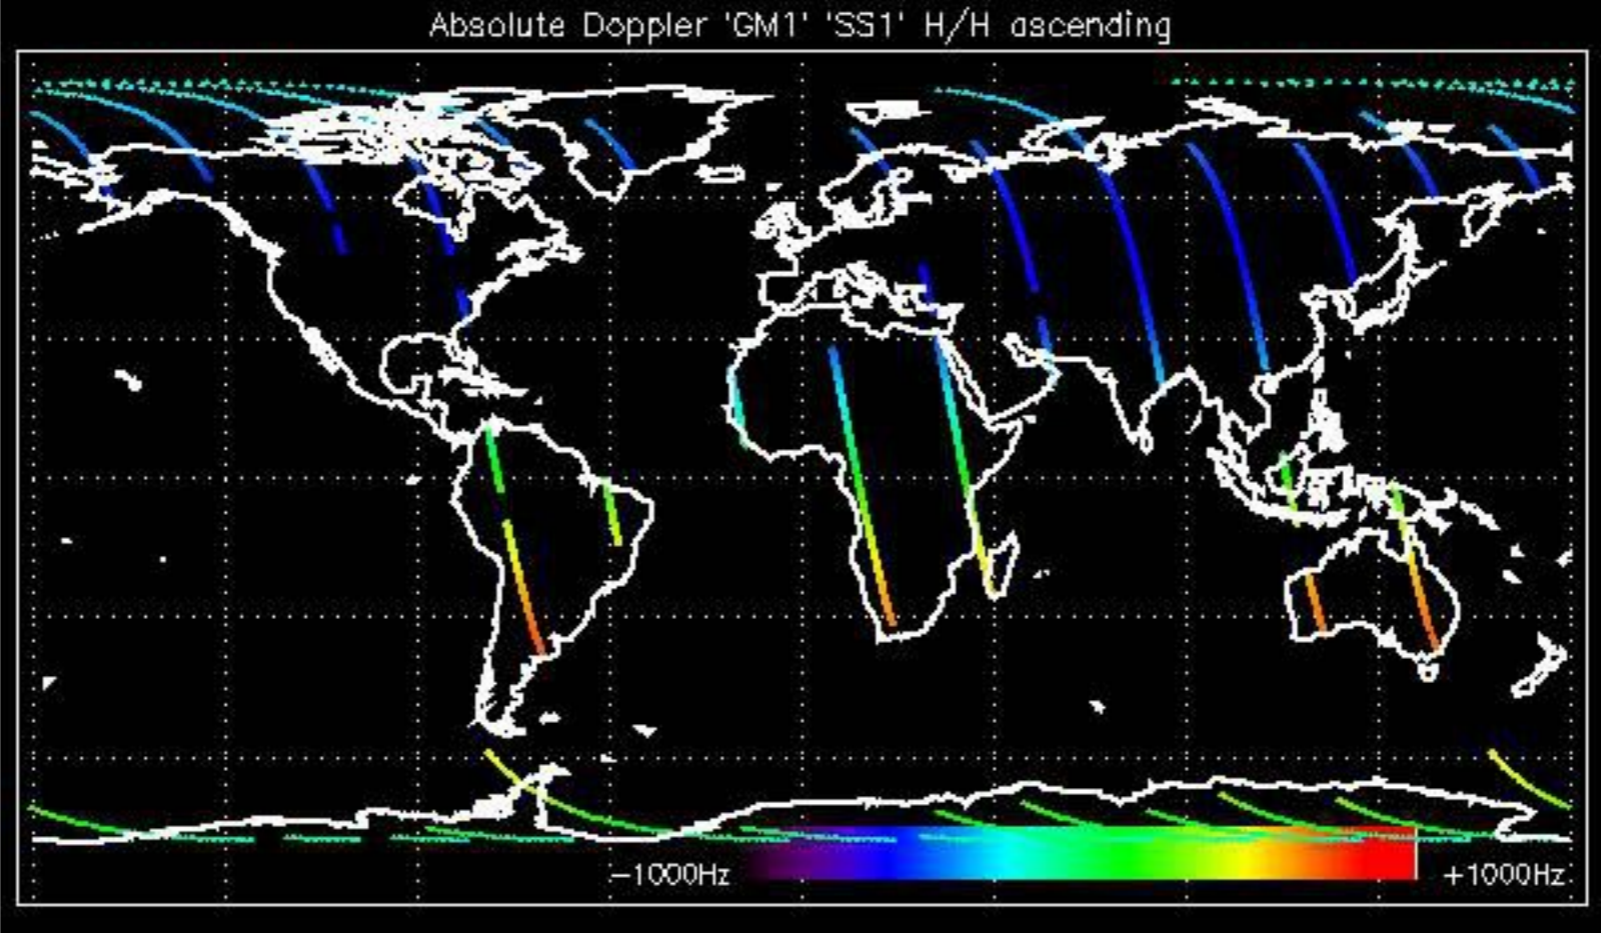 Absolute Doppler 'GM1' 'SS1' H/H ascending
-1000Hz +1000Hz